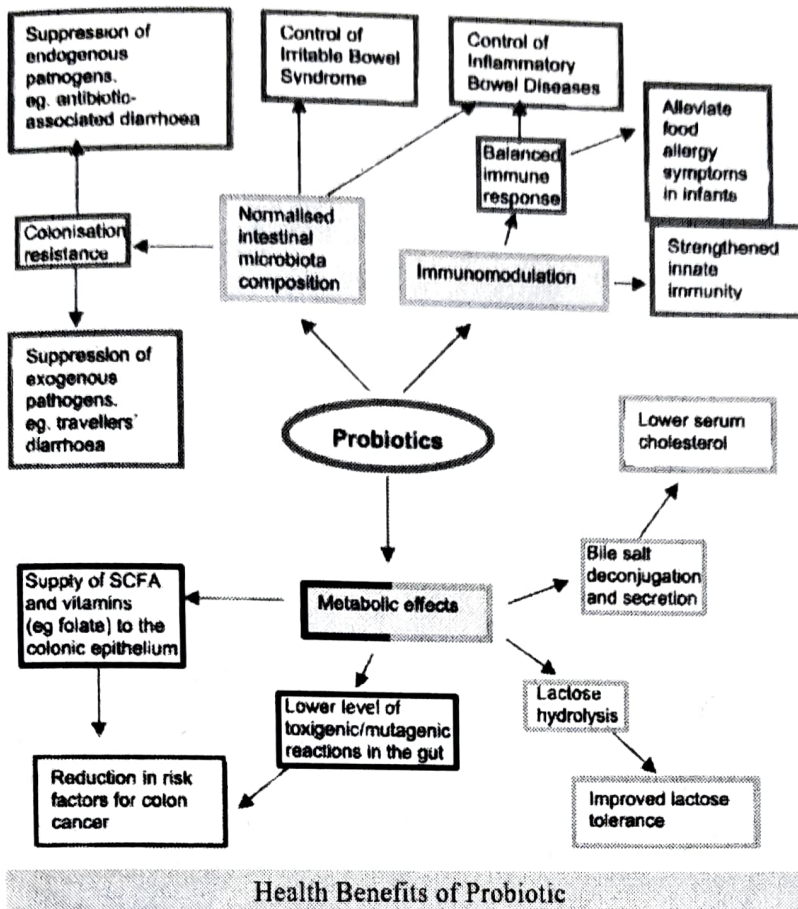 Suppression of
endogenous
patnogens.
eg. antibiotic-
associated diarrhoea
Control of
Irritable Bowel
Syndrome
Control of
Inflammatory
Bowel Diseases
Alleviate
food
allergy
symptoms
in infants
Balanced
immune
response
Colonisation
resistance
Normalised
intestinal
microbiota
composition
Immunomodulation
Strengthened
innate
immunity
Suppression of
exogenous
pathogens.
eg. travellers'
diarrhoea
Probiotics
Lower serum
cholesterol
Supply of SCFA
and vitamins
(eg folate) to the
colonic epithelium
Metabolic effects
Bile salt
deconjugation
and secretion
Lower level of
toxigenic/mutagenic
reactions in the gut
Lactose
hydrolysis
Reduction in risk
factors for colon
cancer
Improved lactose
tolerance
Health Benefits of Probiotic